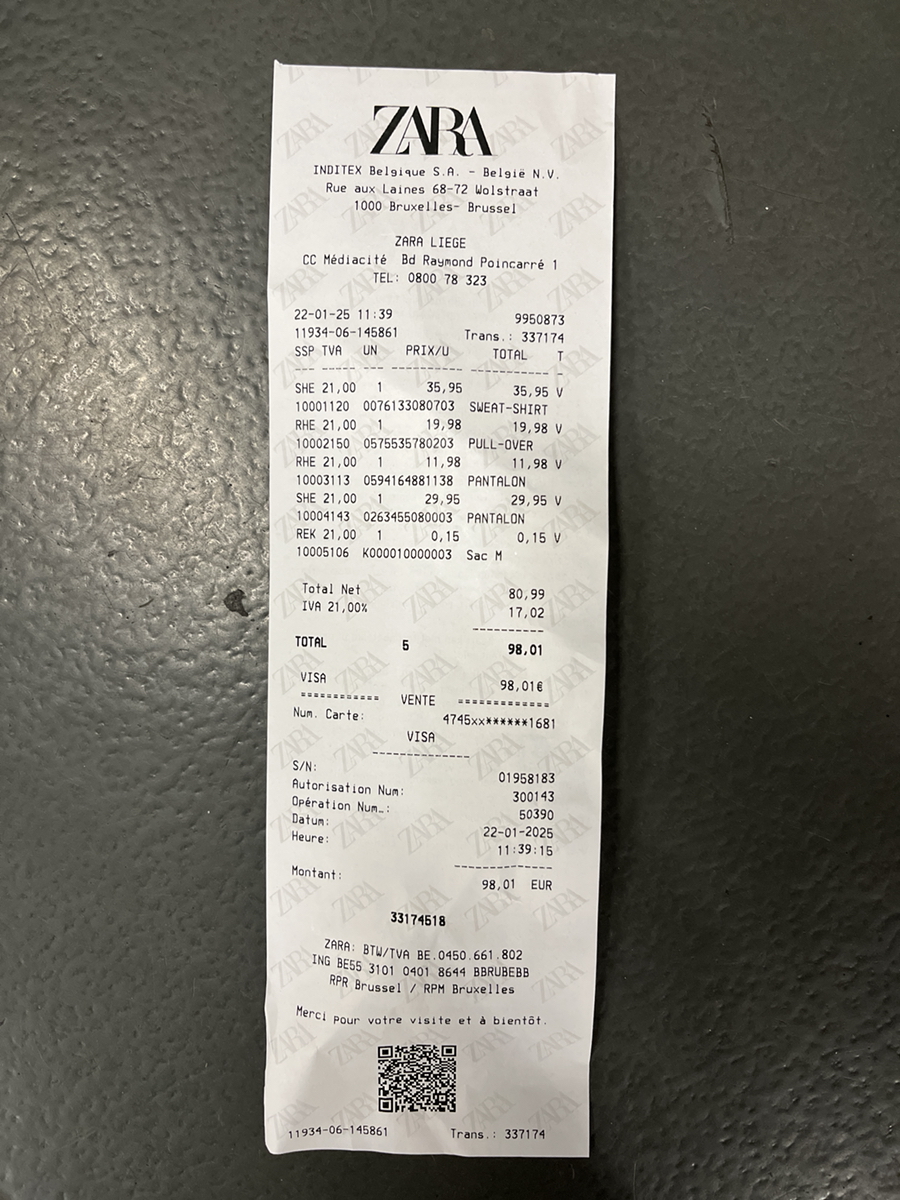 ZARA
INDITEX Belgique S.A. - België N.V.
Rue aux Laines 68-72 Wolstraat
1000 Bruxelles- Brussel
ZARA LIEGE
CC Médiacité Bd Raymond Poincarré 1
TEL: 0800 78 323
22-01-25 11:39 9950873
11934-06-145861 Trans.: 337174
SSP TVA UN PRIX/U TOTAL T
--- ----- --- ----------- ------------ -
SHE 21,00 1 35,95 35,95 V
10001120 0076133080703 SWEAT-SHIRT
RHE 21,00 1 19,98 19,98 V
10002150 0575535780203 PULL-OVER
RHE 21,00 1 11,98 11,98 V
10003113 0594164881138 PANTALON
SHE 21,00 1 29,95 29,95 V
10004143 0263455080003 PANTALON
REK 21,00 1 0,15 0,15 V
10005106 K000010000003 Sac M
Total Net 80,99
IVA 21,00% 17,02
----------
TOTAL 5 98,01
VISA 98,01€
============ VENTE ==============
Num. Carte: 4745xx******1681
VISA
--------------
S/N: 01958183
Autorisation Num: 300143
Opération Num.: 50390
Datum: 22-01-2025
Heure: 11:39:15
--------------
Montant: 98,01 EUR
33174518
ZARA: BTW/TVA BE.0450.661.802
ING BE55 3101 0401 8644 BBRUBEBB
RPR Brussel / RPM Bruxelles
Merci pour votre visite et à bientôt.
11934-06-145861 Trans.: 337174